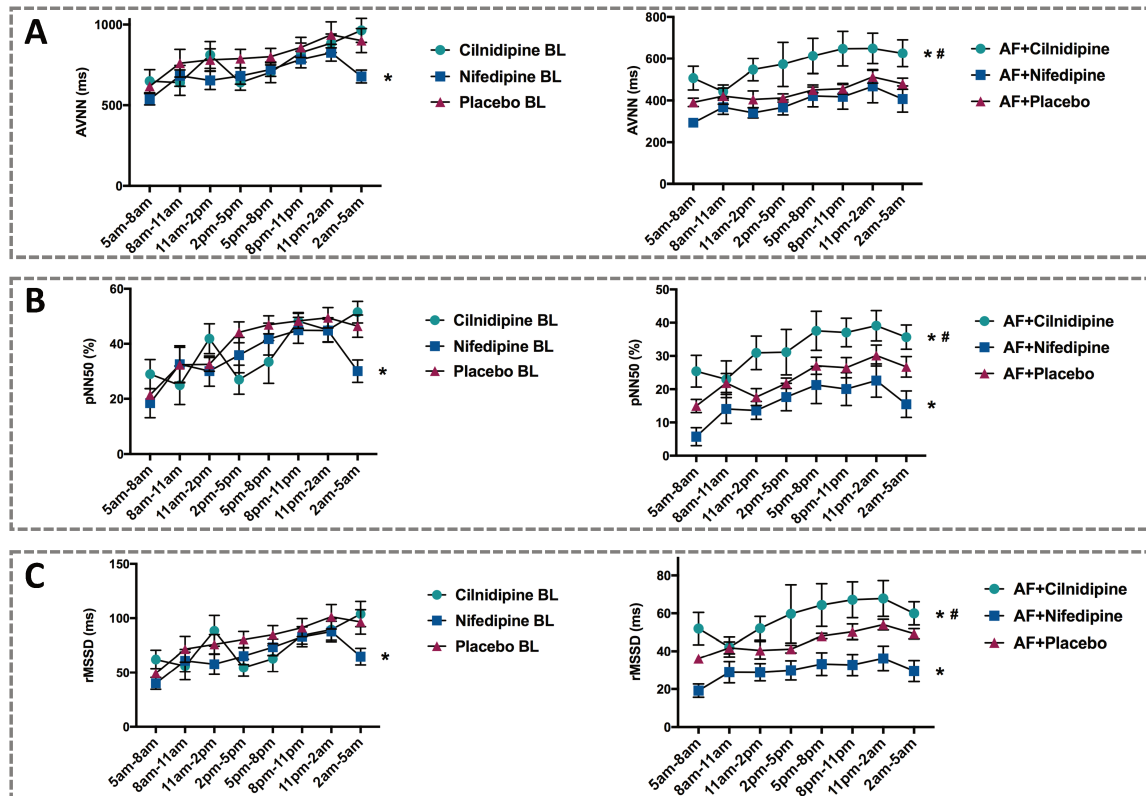 A
AVNN (ms)
1000
500
0
5am-8am
8am-11am
11am-2pm
2pm-5pm
5pm-8pm
8pm-11pm
11pm-2am
2am-5am
Cilnidipine BL
Nifedipine BL
Placebo BL
*
AVNN (ms)
800
600
400
200
0
5am-8am
8am-11am
11am-2pm
2pm-5pm
5pm-8pm
8pm-11pm
11pm-2am
2am-5am
* #
AF+Cilnidipine
AF+Nifedipine
AF+Placebo
B
pNN50 (%)
60
40
20
0
5am-8am
8am-11am
11am-2pm
2pm-5pm
5pm-8pm
8pm-11pm
11pm-2am
2am-5am
Cilnidipine BL
Nifedipine BL
Placebo BL
*
pNN50 (%)
50
40
30
20
10
0
5am-8am
8am-11am
11am-2pm
2pm-5pm
5pm-8pm
8pm-11pm
11pm-2am
2am-5am
* #
*
AF+Cilnidipine
AF+Nifedipine
AF+Placebo
C
rMSSD (ms)
150
100
50
0
5am-8am
8am-11am
11am-2pm
2pm-5pm
5pm-8pm
8pm-11pm
11pm-2am
2am-5am
Cilnidipine BL
Nifedipine BL
Placebo BL
*
rMSSD (ms)
80
60
40
20
0
5am-8am
8am-11am
11am-2pm
2pm-5pm
5pm-8pm
8pm-11pm
11pm-2am
2am-5am
* #
*
AF+Cilnidipine
AF+Nifedipine
AF+Placebo